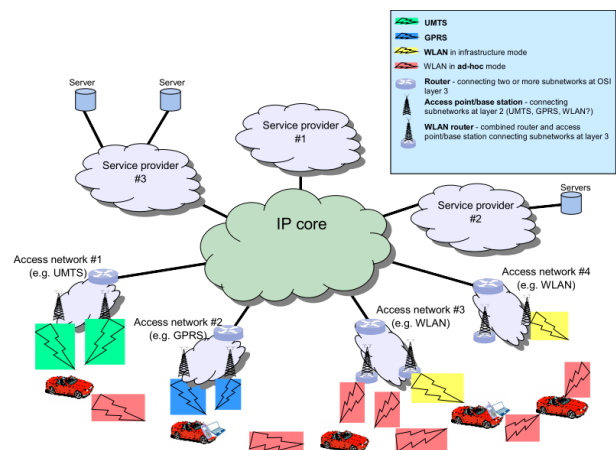 UMTS
GPRS
WLAN in infrastructure mode
WLAN in ad-hoc mode
Router - connecting two or more subnetworks at OSI
layer 3
Access point/base station - connecting
subnetworks at layer 2 (UMTS, GPRS, WLAN?)
WLAN router - combined router and access
point/base station connecting subnetworks at layer 3
Server
Server
Service provider
#1
Service provider
#3
Servers
Service provider
#2
IP core
Access network #1
(e.g. UMTS)
Access network #2
(e.g. GPRS)
Access network #3
(e.g. WLAN)
Access network #4
(e.g. WLAN)